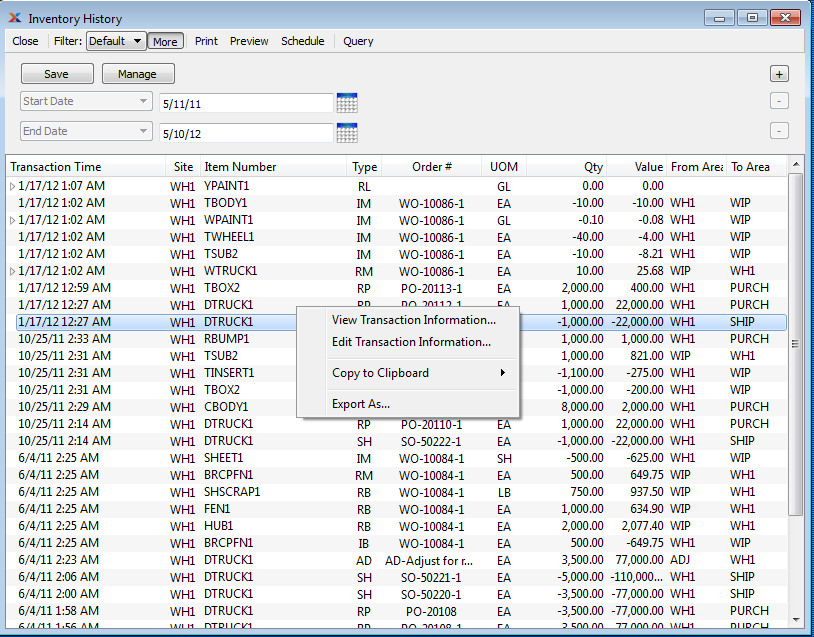 Inventory History
Close Filter: Default More Print Preview Schedule Query
Save Manage +
Start Date 5/11/11 -
End Date 5/10/12 -
Transaction Time Site Item Number Type Order # UOM Qty Value From Area To Area
1/17/12 1:07 AM WH1 YPAINT1 RL GL 0.00 0.00
1/17/12 1:02 AM WH1 TBODY1 IM WO-10086-1 EA -10.00 -10.00 WH1 WIP
1/17/12 1:02 AM WH1 WPAINT1 IM WO-10086-1 GL -0.10 -0.08 WH1 WIP
1/17/12 1:02 AM WH1 TWHEEL1 IM WO-10086-1 EA -40.00 -4.00 WH1 WIP
1/17/12 1:02 AM WH1 TSUB2 IM WO-10086-1 EA -10.00 -8.21 WH1 WIP
1/17/12 1:02 AM WH1 WTRUCK1 RM WO-10086-1 EA 10.00 25.68 WIP WH1
1/17/12 12:59 AM WH1 TBOX2 RP PO-20113-1 EA 2,000.00 400.00 WH1 PURCH
1/17/12 12:27 AM WH1 DTRUCK1 RP PO-20112-1 EA 1,000.00 22,000.00 WH1 PURCH
1/17/12 12:27 AM WH1 DTRUCK1 -1,000.00 -22,000.00 WH1 SHIP
10/25/11 2:33 AM WH1 RBUMP1 1,000.00 1,000.00 WH1 PURCH
10/25/11 2:31 AM WH1 TSUB2 1,000.00 821.00 WIP WH1
10/25/11 2:31 AM WH1 TINSERT1 -1,100.00 -275.00 WH1 WIP
10/25/11 2:31 AM WH1 TBOX2 -1,000.00 -200.00 WH1 WIP
10/25/11 2:29 AM WH1 CBODY1 8,000.00 2,000.00 WH1 PURCH
View Transaction Information...
Edit Transaction Information...
Copy to Clipboard
Export As...
10/25/11 2:14 AM WH1 DTRUCK1 RP PO-20110-1 EA 1,000.00 22,000.00 WH1 PURCH
10/25/11 2:14 AM WH1 DTRUCK1 SH SO-50222-1 EA -1,000.00 -22,000.00 WH1 SHIP
6/4/11 2:25 AM WH1 SHEET1 IM WO-10084-1 SH -500.00 -625.00 WH1 WIP
6/4/11 2:25 AM WH1 BRCPFN1 RM WO-10084-1 EA 500.00 649.75 WIP WH1
6/4/11 2:25 AM WH1 SHSCRAP1 RB WO-10084-1 LB 750.00 937.50 WIP WH1
6/4/11 2:25 AM WH1 FEN1 RB WO-10084-1 EA 1,000.00 634.90 WIP WH1
6/4/11 2:25 AM WH1 HUB1 RB WO-10084-1 EA 2,000.00 2,077.40 WIP WH1
6/4/11 2:25 AM WH1 BRCPFN1 IB WO-10084-1 EA 500.00 -649.75 WH1 WIP
6/4/11 2:23 AM WH1 DTRUCK1 AD AD-Adjust for r... EA 3,500.00 77,000.00 ADJ WH1
6/4/11 2:06 AM WH1 DTRUCK1 SH SO-50221-1 EA -5,000.00 -110,000... WH1 SHIP
6/4/11 2:00 AM WH1 DTRUCK1 SH SO-50220-1 EA -3,500.00 -77,000.00 WH1 SHIP
6/4/11 1:58 AM WH1 DTRUCK1 RP PO-20108 EA -3,500.00 -77,000.00 WH1 PURCH
6/4/11 1:56 AM WH1 DTRUCK1 RP PO-20108-1 EA 3,500.00 77,000.00 WH1 PURCH